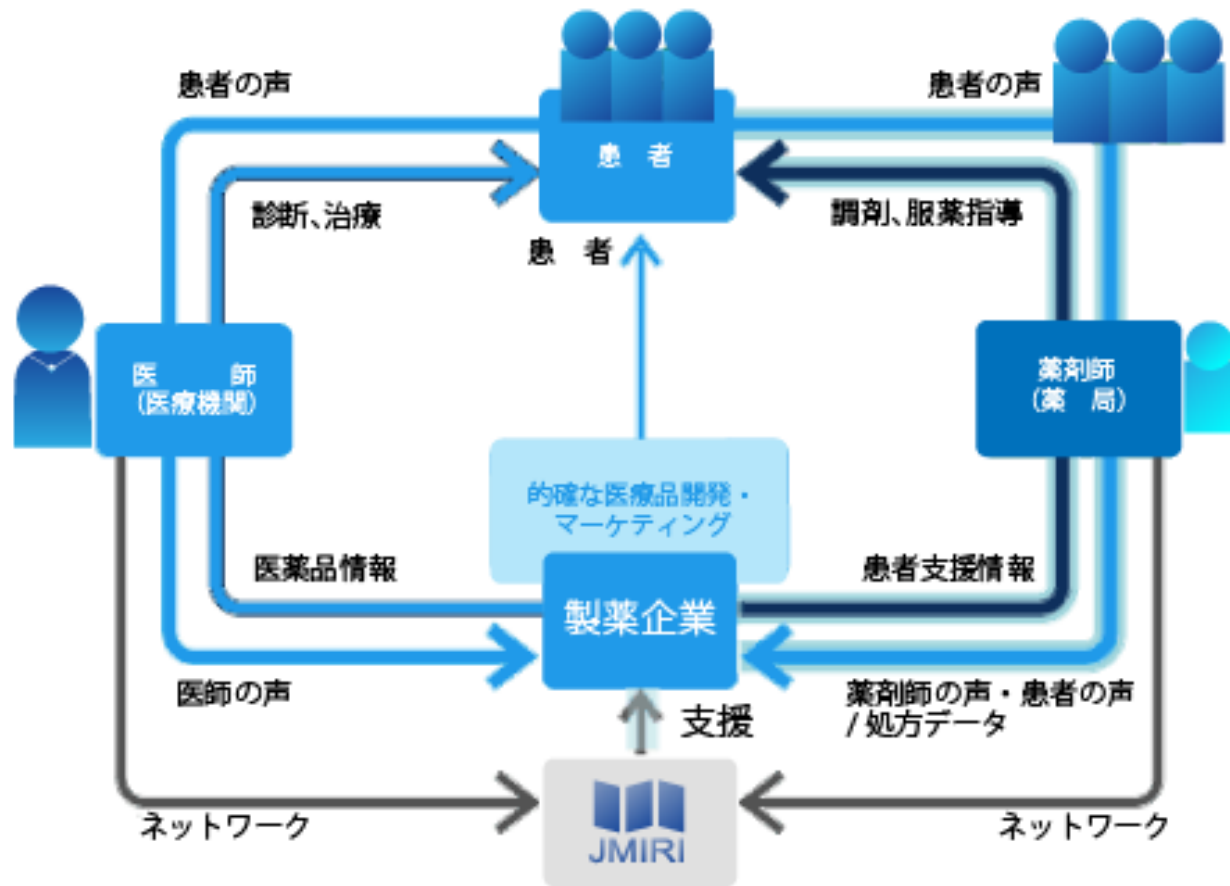 患者の声
患者の声
患　者
診断、治療
調剤、服薬指導
患　者
医　　師
（医療機関）
薬剤師
（薬　局）
的確な医療品開発・
マーケティング
医薬品情報
患者支援情報
製薬企業
医師の声
薬剤師の声・患者の声
/ 処方データ
支援
ネットワーク
ネットワーク
JMIRI